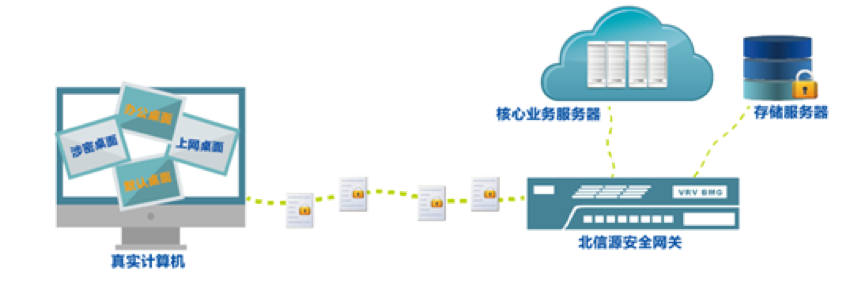 核心业务服务器
存储服务器
办公桌面
涉密桌面
上网桌面
默认桌面
VRV BMG
北信源安全网关
真实计算机